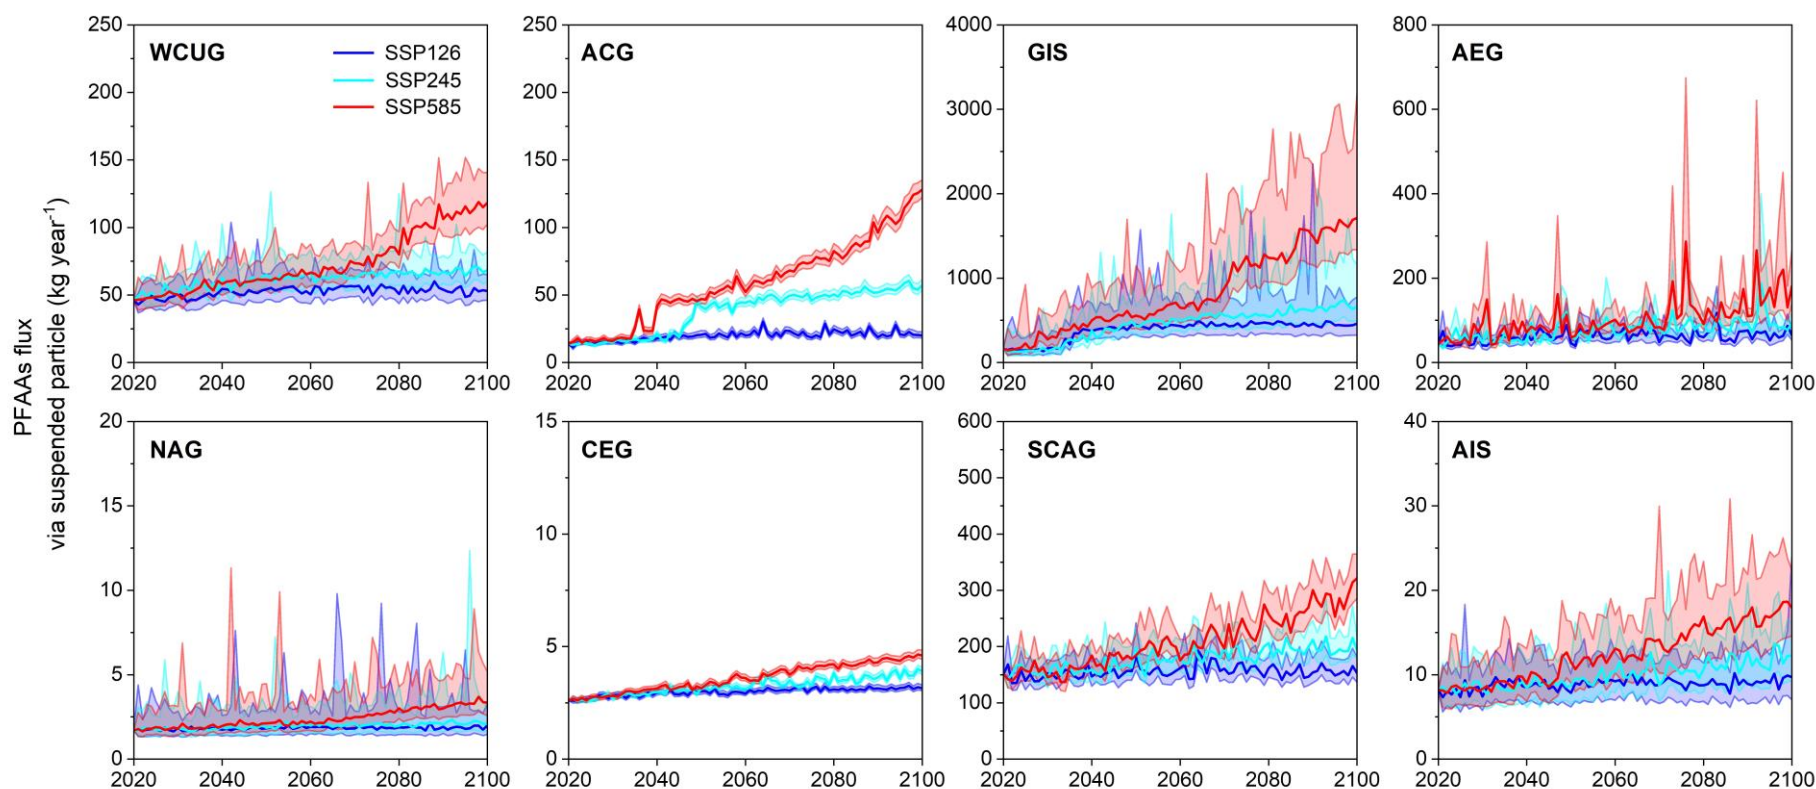 PFAAs flux
via suspended particle (kg year-1)
WCUG
SSP126
SSP245
SSP585
250
200
150
100
50
0
2020 2040 2060 2080 2100
ACG
250
200
150
100
50
0
2020 2040 2060 2080 2100
GIS
4000
3000
2000
1000
0
2020 2040 2060 2080 2100
AEG
800
600
400
200
0
2020 2040 2060 2080 2100
NAG
20
15
10
5
0
2020 2040 2060 2080 2100
CEG
15
10
5
0
2020 2040 2060 2080 2100
SCAG
600
500
400
300
200
100
0
2020 2040 2060 2080 2100
AIS
40
30
20
10
0
2020 2040 2060 2080 2100